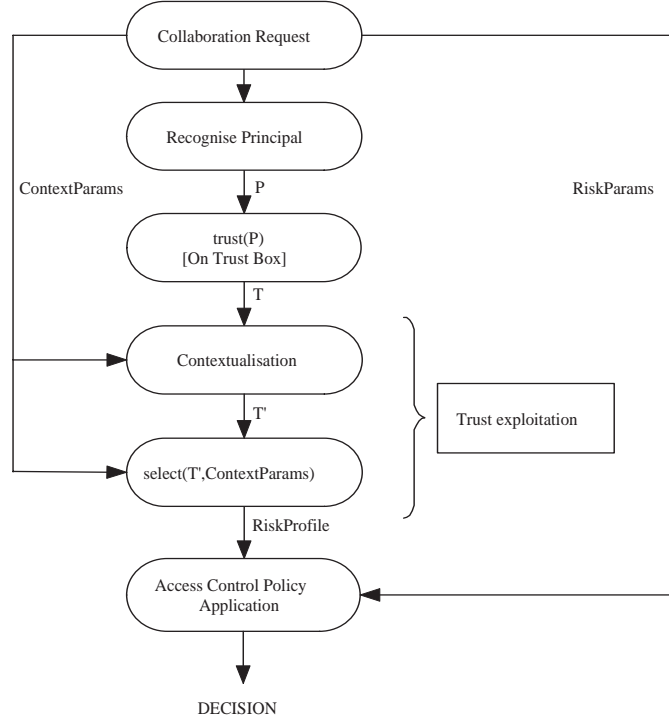 Collaboration Request
Recognise Principal
ContextParams
P
RiskParams
trust(P)
[On Trust Box]
T
Contextualisation
T'
Trust exploitation
select(T',ContextParams)
RiskProfile
Access Control Policy
Application
DECISION